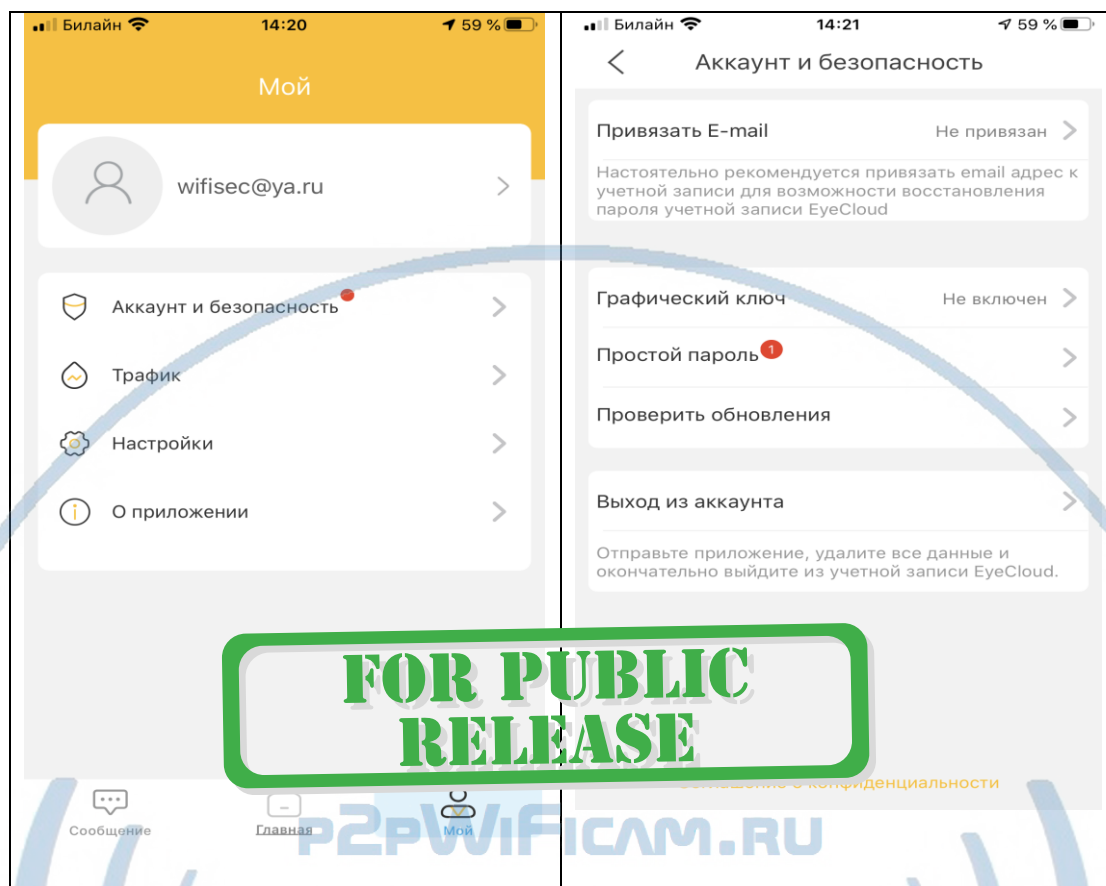 Билайн 14:20 59 %
Мой
wifisec@ya.ru
Аккаунт и безопасность
Трафик
Настройки
О приложении
Сообщение
Главная
Мой
Билайн 14:21 59 %
Аккаунт и безопасность
Привязать E-mail Не привязан
Настоятельно рекомендуется привязать email адрес к
учетной записи для возможности восстановления
пароля учетной записи EyeCloud
Графический ключ Не включен
Простой пароль 1
Проверить обновления
Выход из аккаунта
Отправьте приложение, удалите все данные и
окончательно выйдите из учетной записи EyeCloud.
конфиденциальности
FOR PUBLIC
RELEASE
P2PWIFICAM.RU